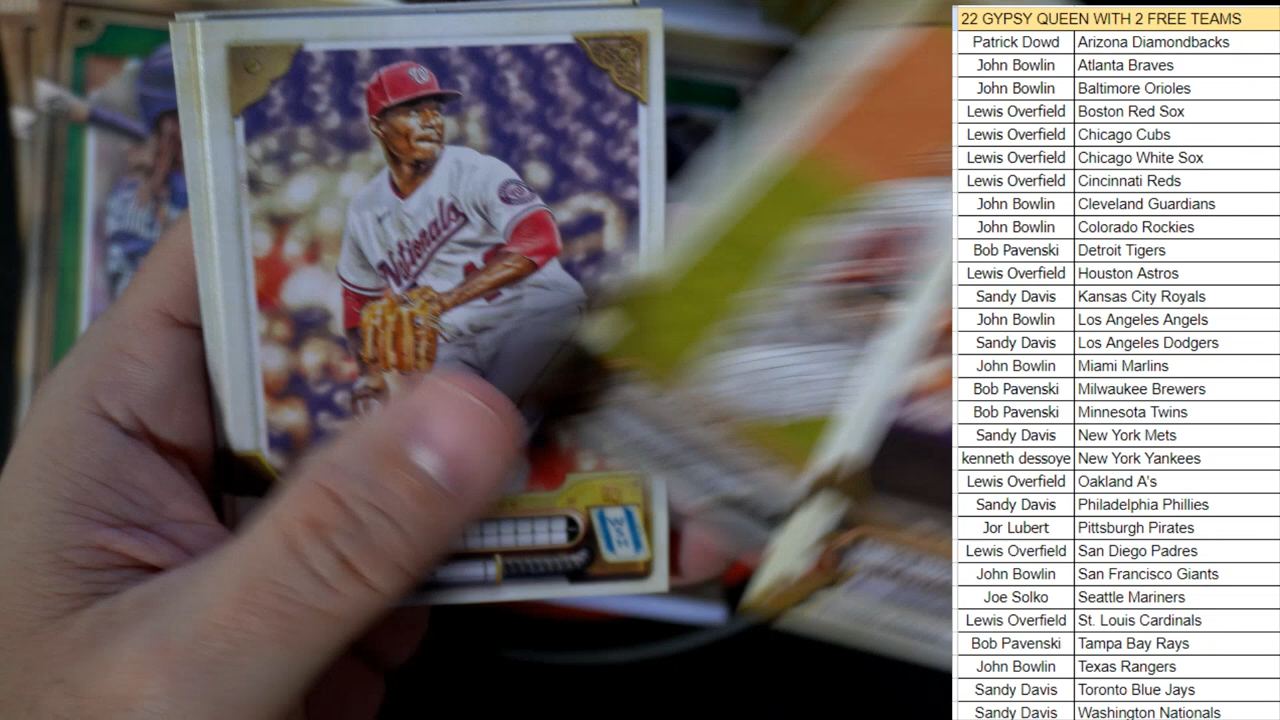 22 GYPSY QUEEN WITH 2 FREE TEAMS
Patrick Dowd Arizona Diamondbacks
John Bowlin Atlanta Braves
John Bowlin Baltimore Orioles
Lewis Overfield Boston Red Sox
Lewis Overfield Chicago Cubs
Lewis Overfield Chicago White Sox
Lewis Overfield Cincinnati Reds
John Bowlin Cleveland Guardians
John Bowlin Colorado Rockies
Bob Pavenski Detroit Tigers
Lewis Overfield Houston Astros
Sandy Davis Kansas City Royals
John Bowlin Los Angeles Angels
Sandy Davis Los Angeles Dodgers
John Bowlin Miami Marlins
Bob Pavenski Milwaukee Brewers
Bob Pavenski Minnesota Twins
Sandy Davis New York Mets
kenneth dessoye New York Yankees
Lewis Overfield Oakland A's
Sandy Davis Philadelphia Phillies
Jor Lubert Pittsburgh Pirates
Lewis Overfield San Diego Padres
John Bowlin San Francisco Giants
Joe Solko Seattle Mariners
Lewis Overfield St. Louis Cardinals
Bob Pavenski Tampa Bay Rays
John Bowlin Texas Rangers
Sandy Davis Toronto Blue Jays
Sandy Davis Washington Nationals
W
Nationals
WSH